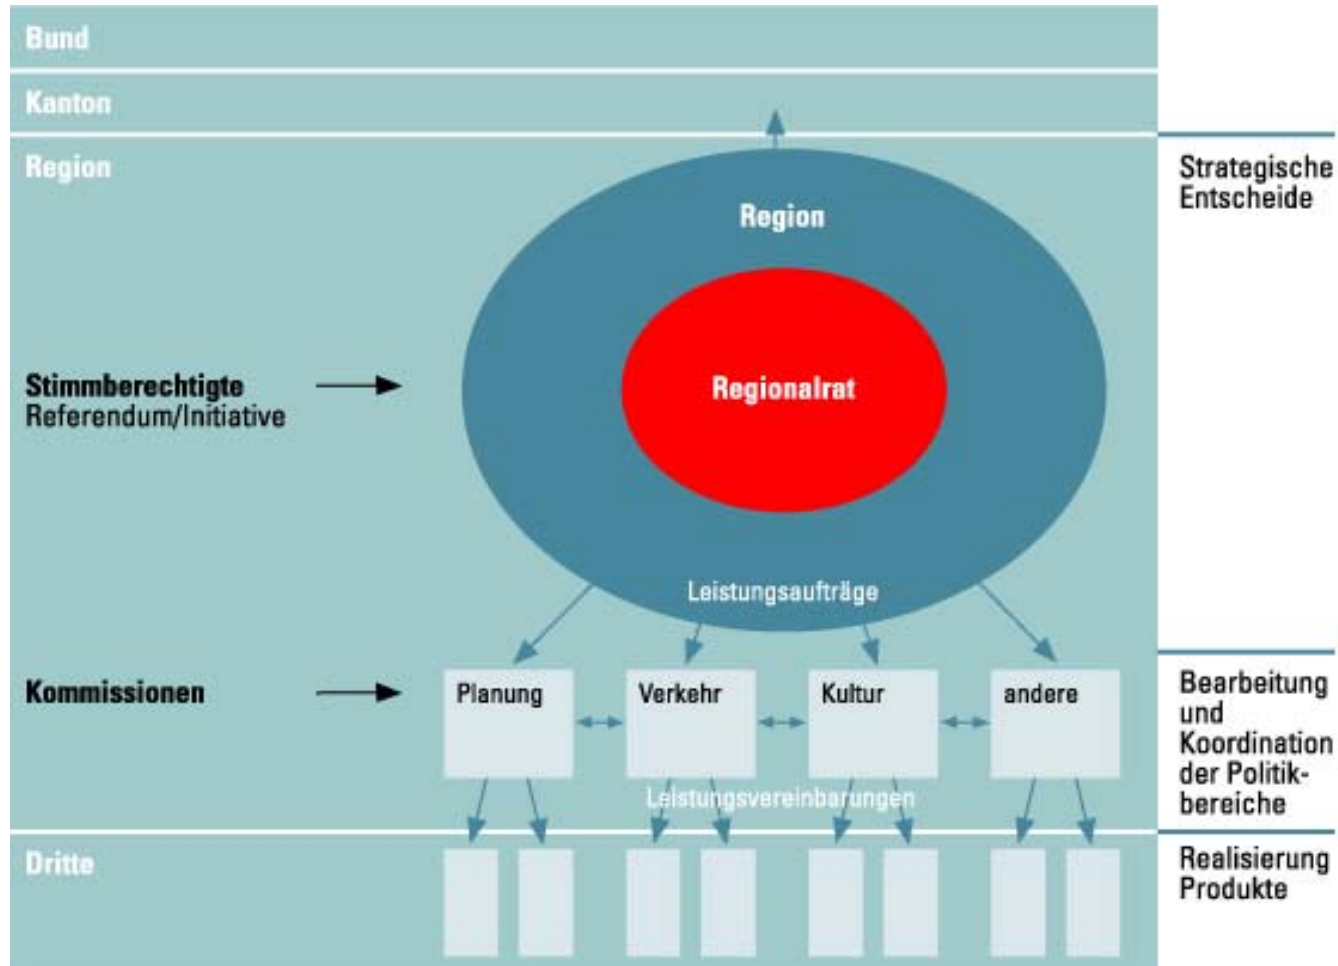 Bund
Kanton
Region
Strategische
Entscheide
Region
Regionalrat
Stimmberechtigte
Referendum/Initiative
Leistungsaufträge
Kommissionen
Planung
Verkehr
Kultur
andere
Bearbeitung
und
Koordination
der Politik-
bereiche
Leistungsvereinbarungen
Dritte
Realisierung
Produkte